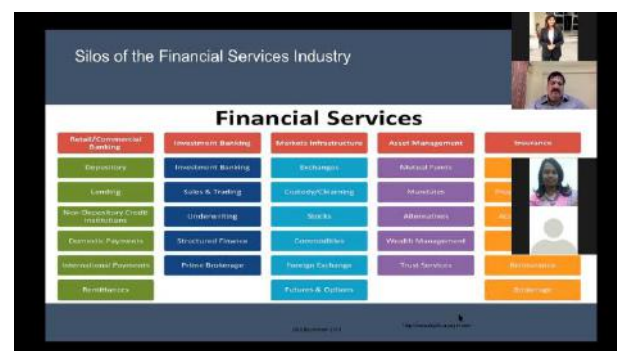 Silos of the Financial Services Industry
Financial Services
Retail/Commercial
Banking
Investment Banking
Markets Infrastructure
Asset Management
Insurance
Depository
Investment Banking
Exchanges
Mutual Funds
Lending
Sales & Trading
Custody/Clearing
Mandates
Non-Depository Credit
Institutions
Underwriting
Stocks
Alternatives
Domestic Payments
Structured Finance
Commodities
Wealth Management
International Payments
Prime Brokerage
Foreign Exchange
Trust Services
Reinsurance
Remittances
Futures & Options
Brokerage